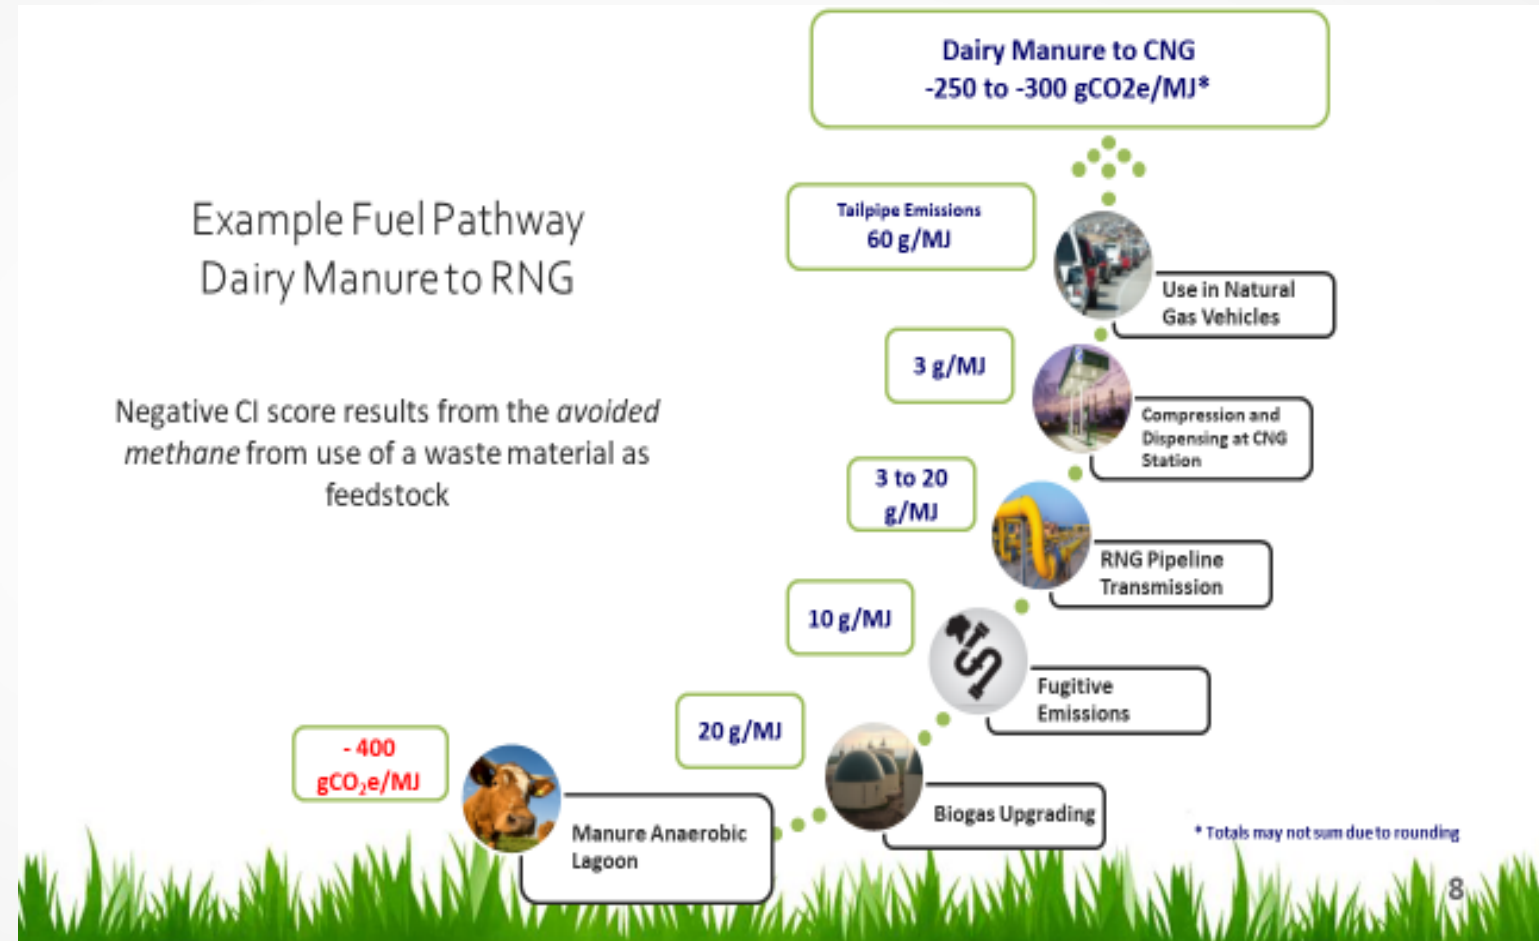 Dairy Manure to CNG
-250 to -300 gCO2e/MJ*
Example Fuel Pathway
Dairy Manure to RNG
Negative CI score results from the avoided
methane from use of a waste material as
feedstock
Tailpipe Emissions
60 g/MJ
Use in Natural
Gas Vehicles
3 g/MJ
Compression and
Dispensing at CNG
Station
3 to 20
g/MJ
RNG Pipeline
Transmission
10 g/MJ
Fugitive
Emissions
20 g/MJ
Biogas Upgrading
- 400
gCO₂e/MJ
Manure Anaerobic
Lagoon
* Totals may not sum due to rounding
8